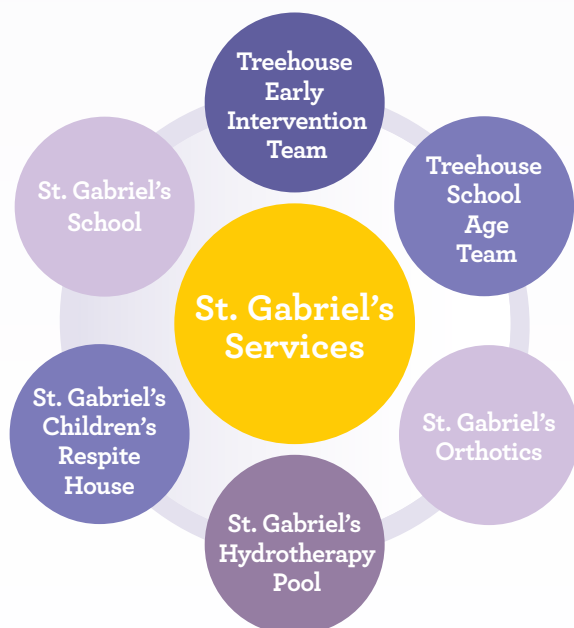 Treehouse
Early
Intervention
Team
Treehouse
School
Age
Team
St. Gabriel’s
Orthotics
St. Gabriel’s
Hydrotherapy
Pool
St. Gabriel’s
Children’s
Respite
House
St. Gabriel’s
School
St. Gabriel’s
Services